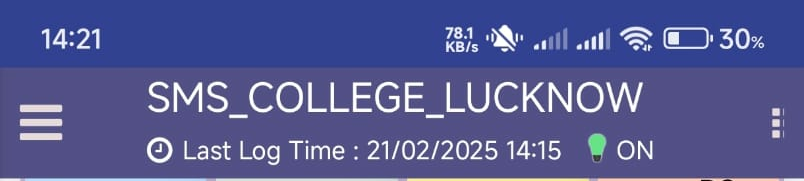 14:21
78.1 KB/s
30%
SMS_COLLEGE_LUCKNOW
Last Log Time : 21/02/2025 14:15 ON